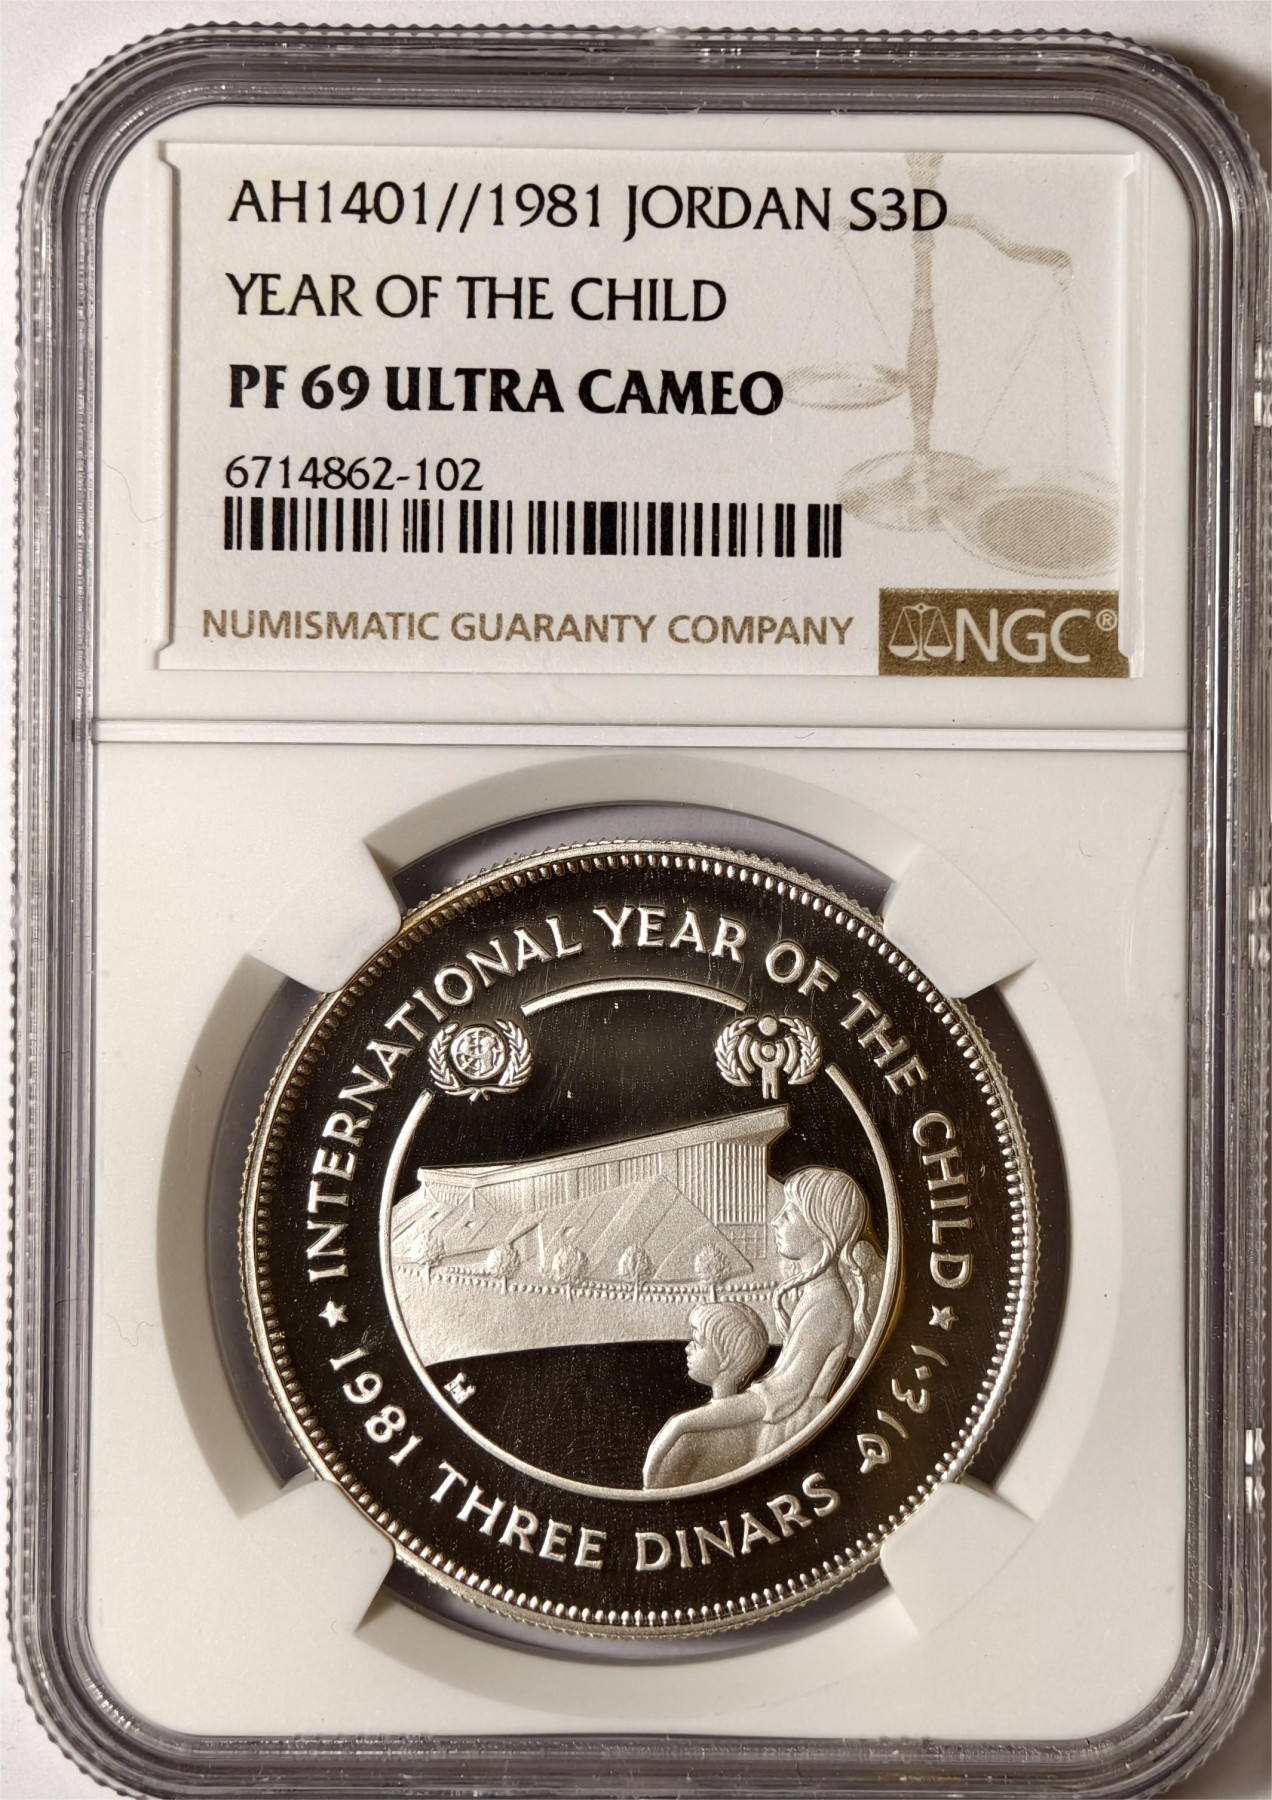 AH1401//1981 JORDAN S3D
YEAR OF THE CHILD
PF 69 ULTRA CAMEO
6714862-102
NUMISMATIC GUARANTY COMPANY
NGC®
INTERNATIONAL YEAR OF THE CHILD
1981 THREE DINARS
١٤٠١ ھ